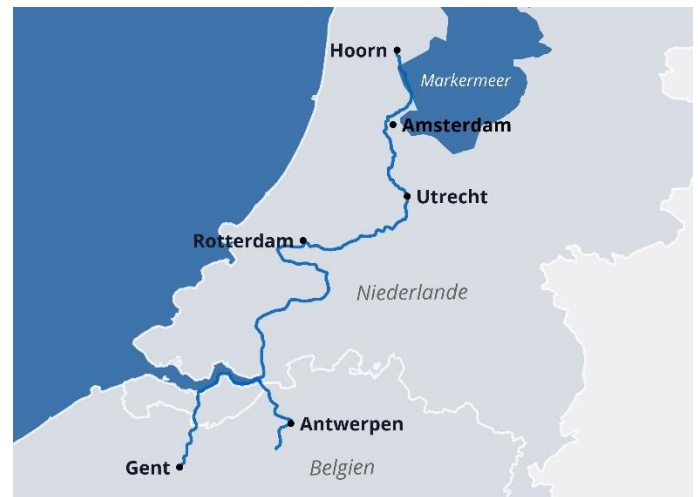 Hoorn
Markermeer
Amsterdam
Utrecht
Rotterdam
Niederlande
Antwerpen
Gent
Belgien